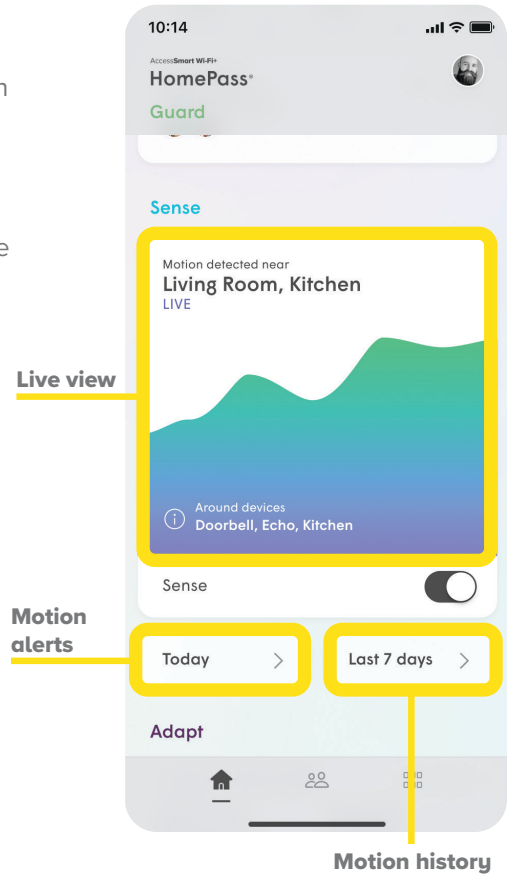 10:14
AccessSmart Wi-Fi+
HomePass®
Guard
Sense
Motion detected near
Living Room, Kitchen
LIVE
Live view
Around devices
Doorbell, Echo, Kitchen
Sense
Motion
alerts
Today
Last 7 days
Adapt
Motion history